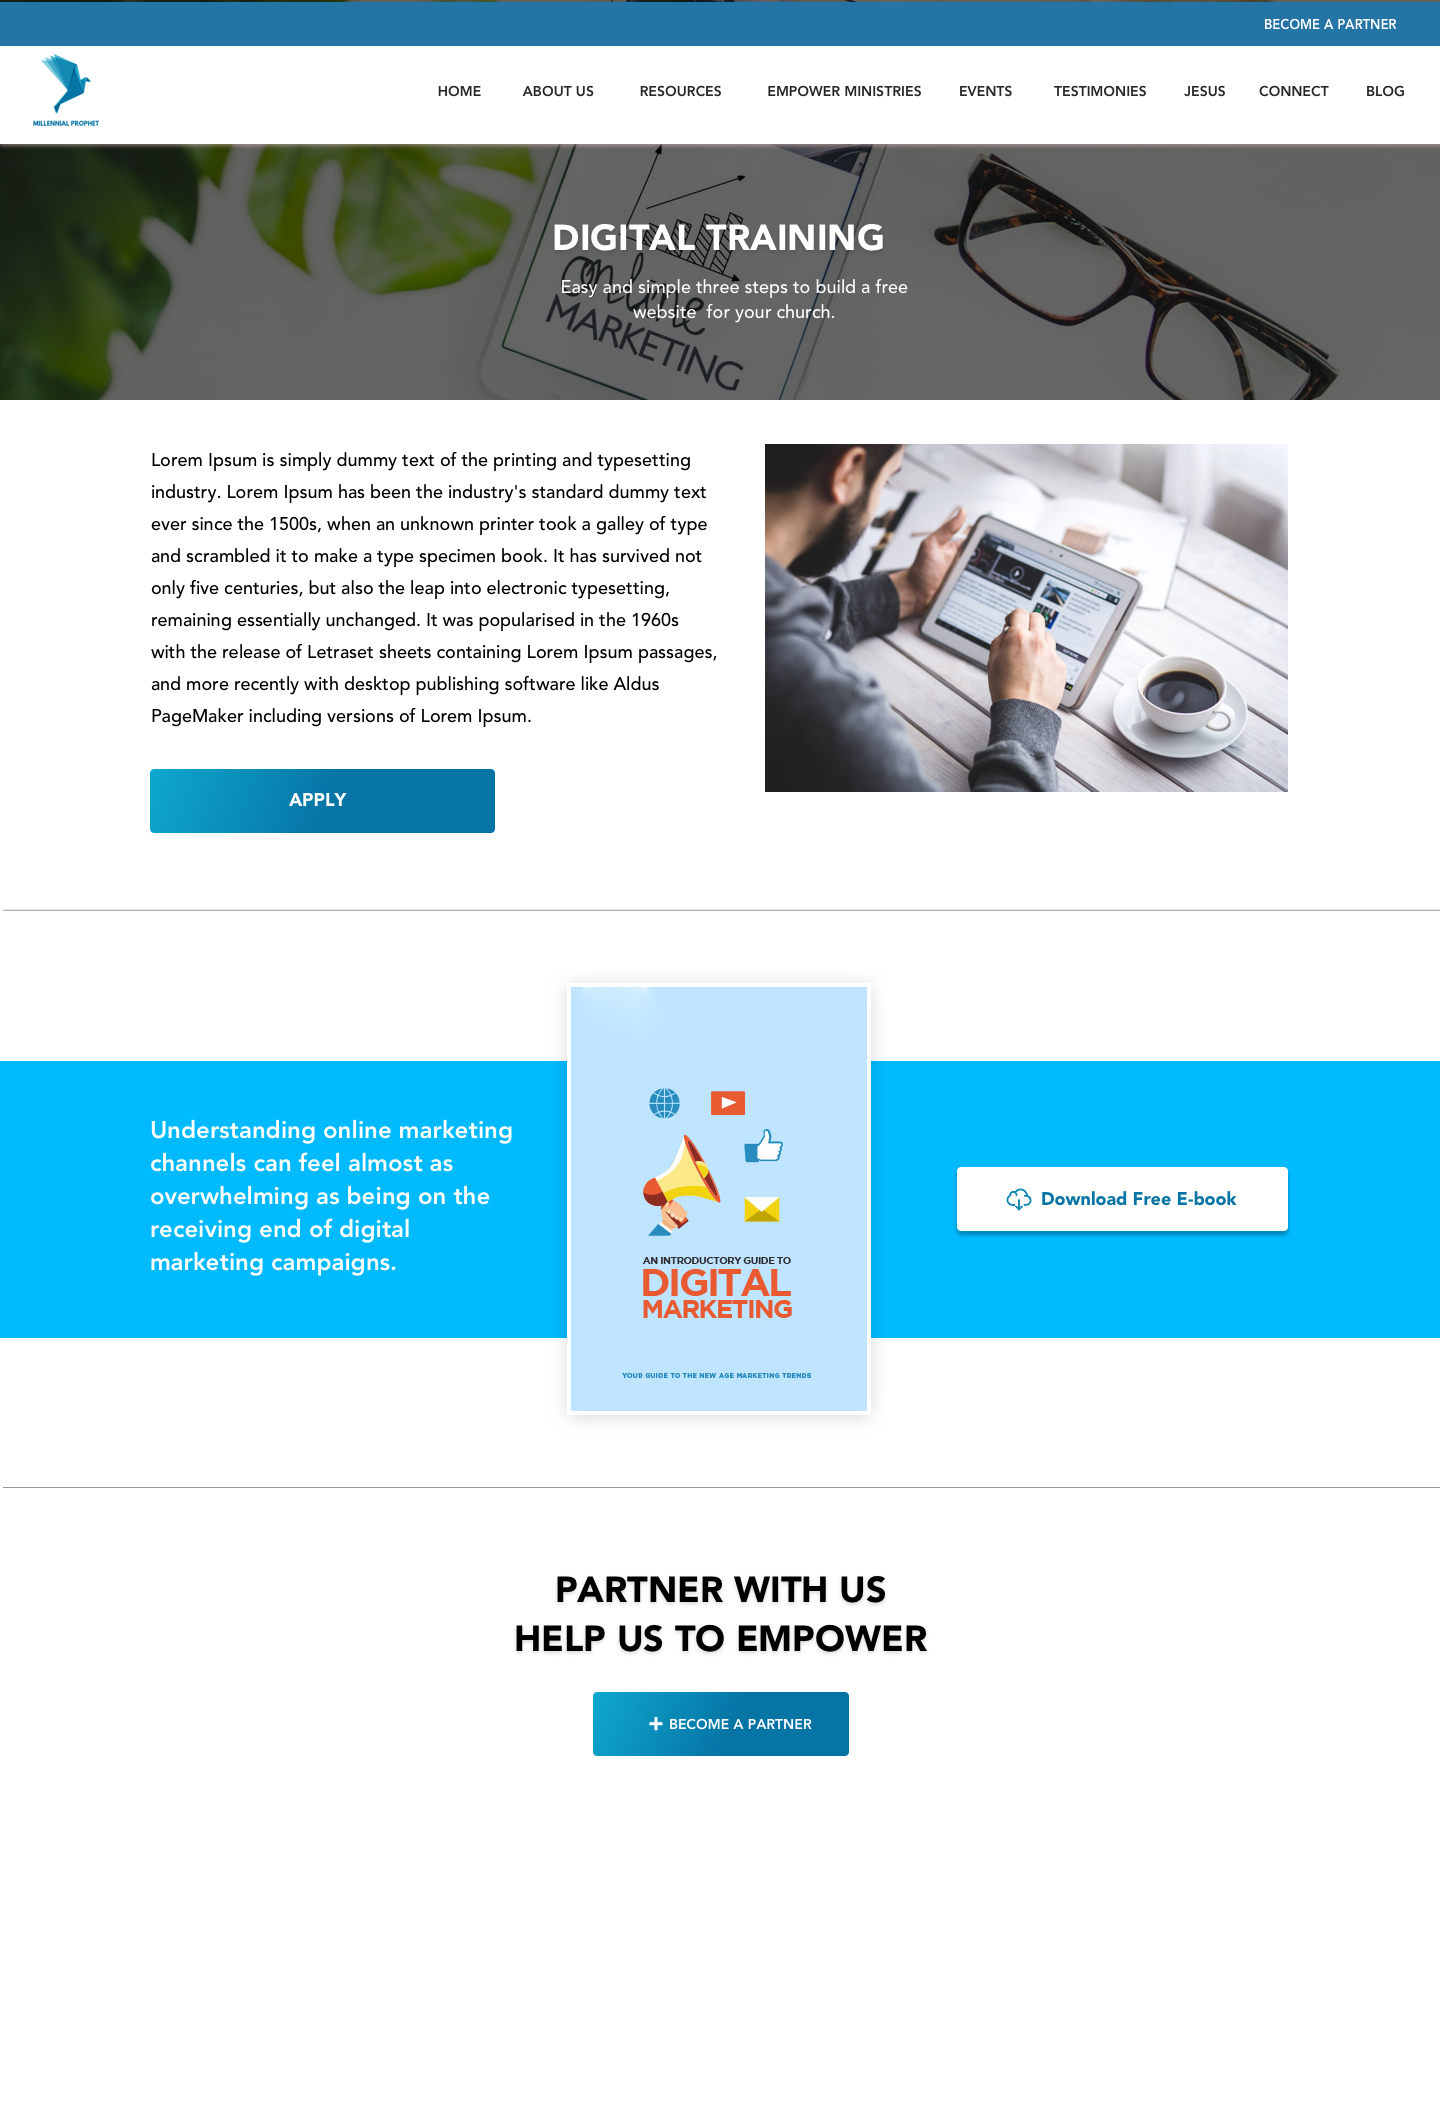 BECOME A PARTNER
MILLENNIAL PROPHET
HOME ABOUT US RESOURCES EMPOWER MINISTRIES EVENTS TESTIMONIES JESUS CONNECT BLOG
DIGITAL TRAINING
Easy and simple three steps to build a free
website for your church.
online
MARKETING
Lorem Ipsum is simply dummy text of the printing and typesetting
industry. Lorem Ipsum has been the industry's standard dummy text
ever since the 1500s, when an unknown printer took a galley of type
and scrambled it to make a type specimen book. It has survived not
only five centuries, but also the leap into electronic typesetting,
remaining essentially unchanged. It was popularised in the 1960s
with the release of Letraset sheets containing Lorem Ipsum passages,
and more recently with desktop publishing software like Aldus
PageMaker including versions of Lorem Ipsum.
APPLY
Understanding online marketing
channels can feel almost as
overwhelming as being on the
receiving end of digital
marketing campaigns.
AN INTRODUCTORY GUIDE TO
DIGITAL
MARKETING
YOUR GUIDE TO THE NEW AGE MARKETING TRENDS
Download Free E-book
PARTNER WITH US
HELP US TO EMPOWER
BECOME A PARTNER